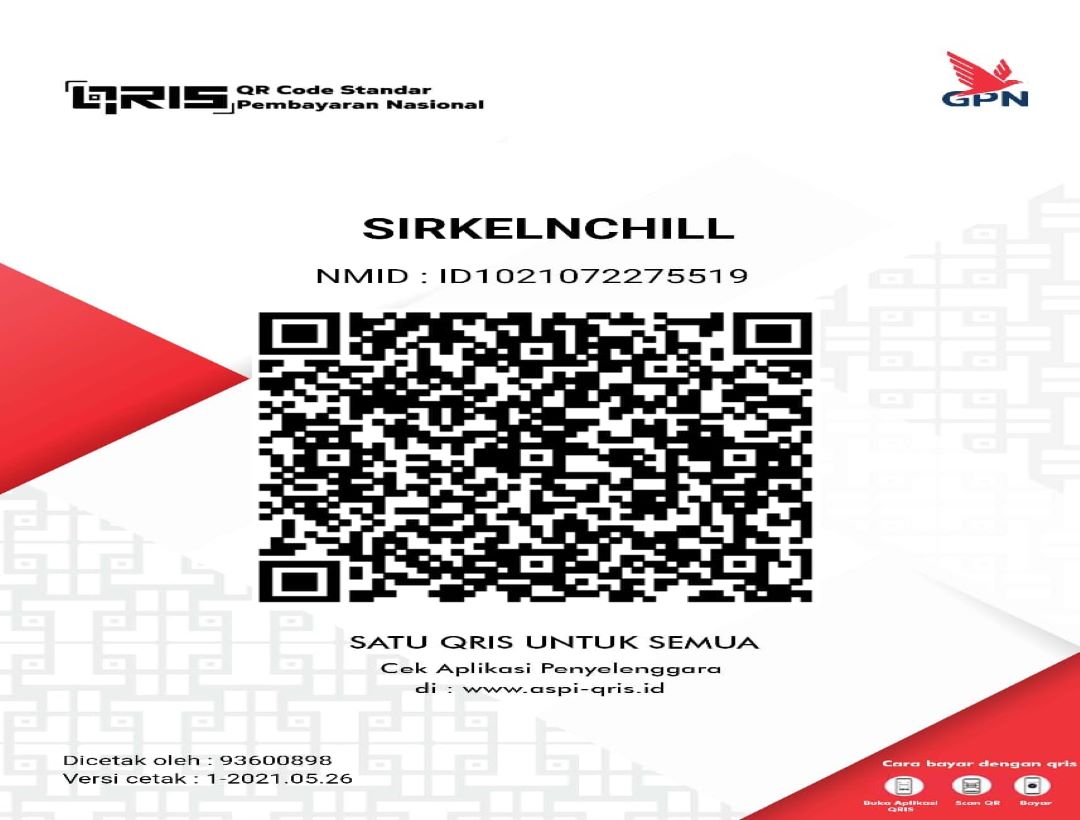 QRIS QR Code Standar
Pembayaran Nasional
GPN
SIRKELNCHILL
NMID : ID1021072275519
SATU QRIS UNTUK SEMUA
Cek Aplikasi Penyelenggara
di : www.aspi-qris.id
Dicetak oleh : 93600898
Versi cetak : 1-2021.05.26
Cara bayar dengan qris
Buka Aplikasi
QRIS
Scan QR
Bayar